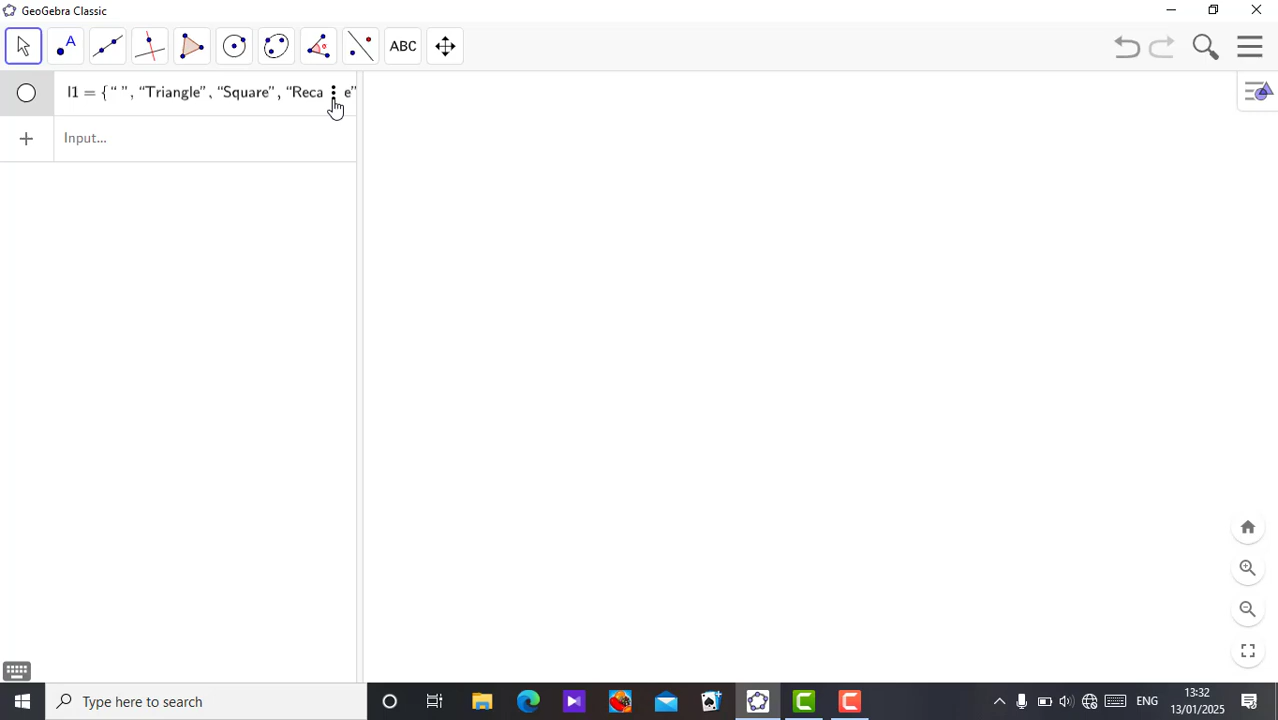 GeoGebra Classic
ABC
l1 = {“ ”, “Triangle”, “Square”, “Reca e”
Input...
A
Type here to search
ENG
13:32
13/01/2025